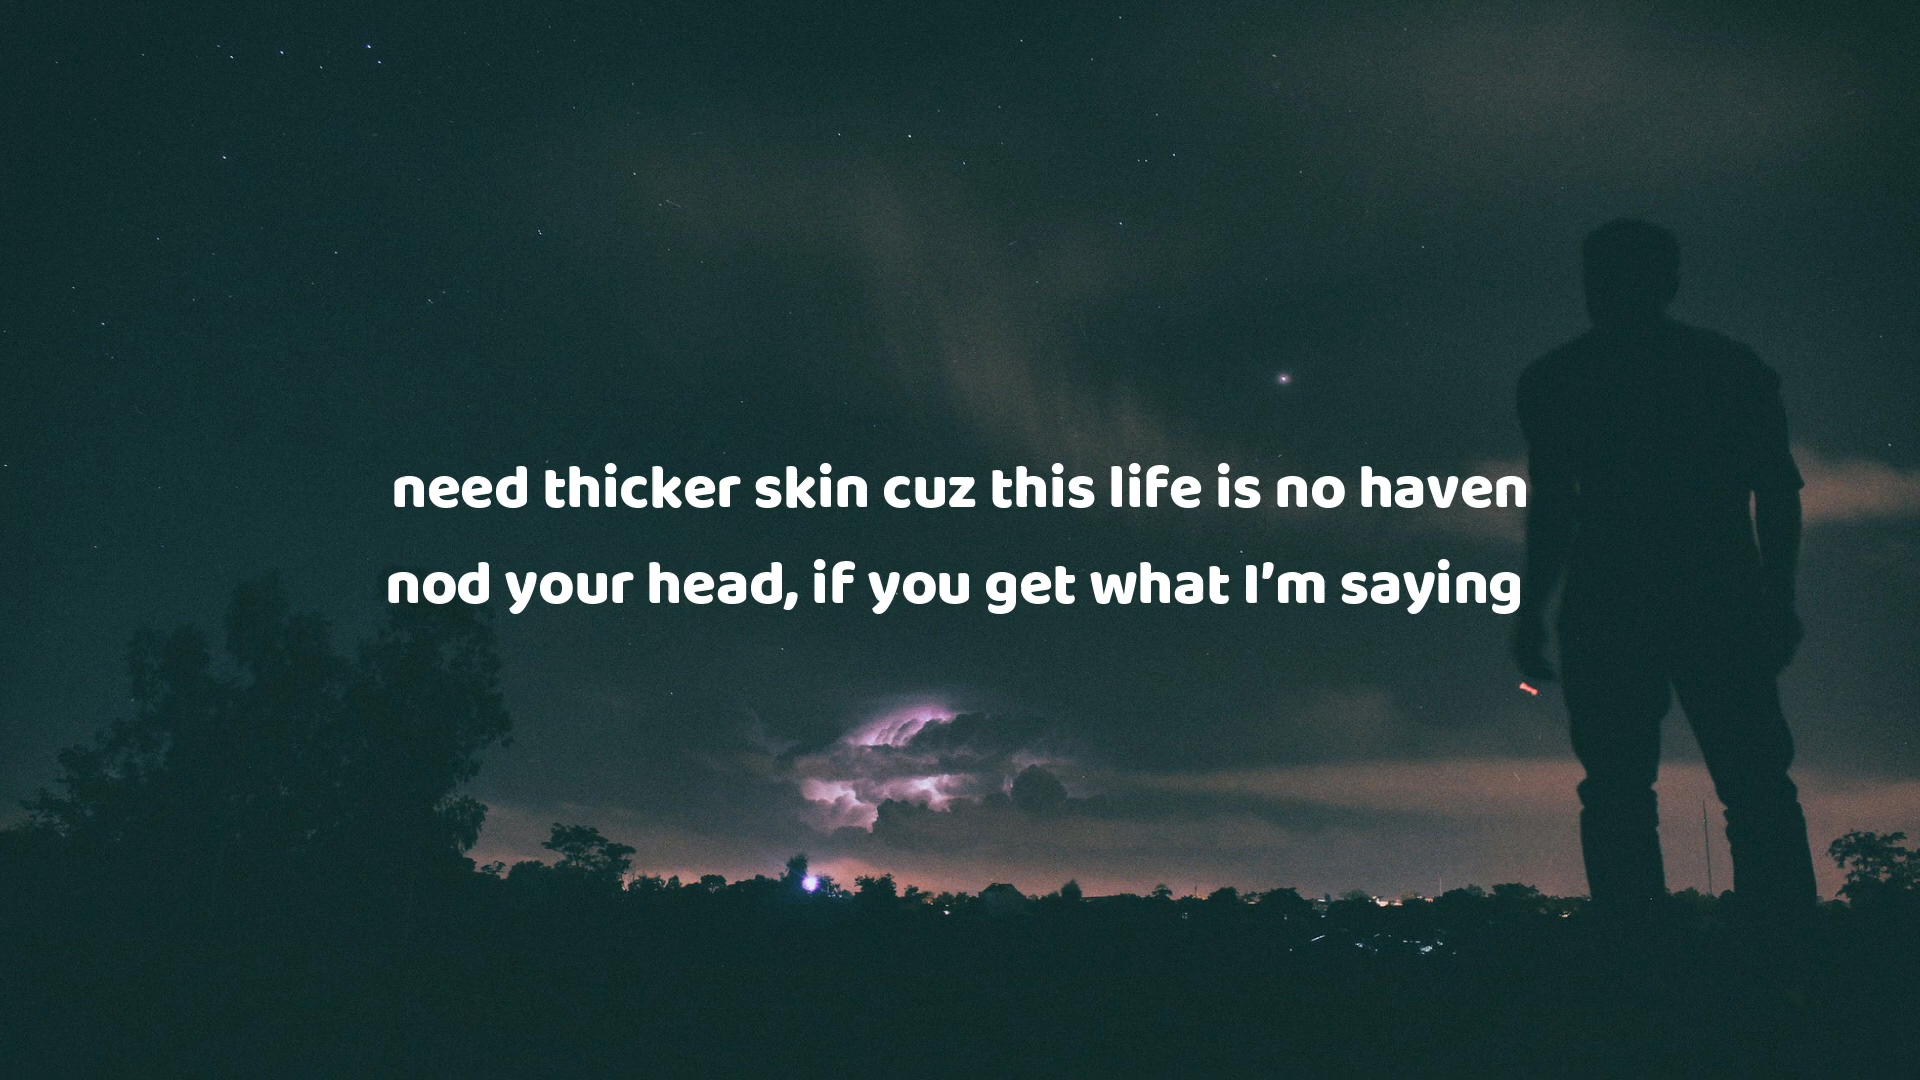 need thicker skin cuz this life is no haven
nod your head, if you get what I'm saying